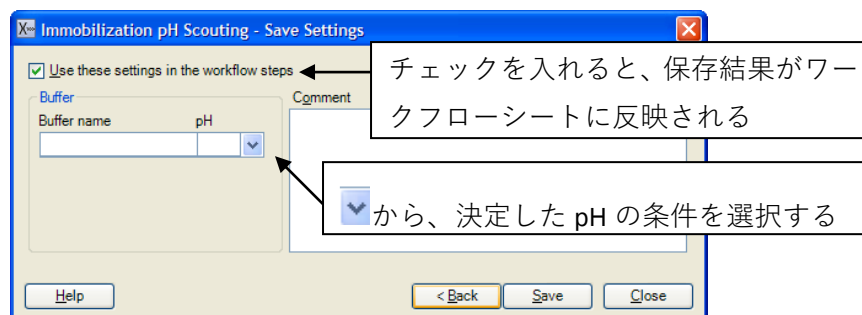 Immobilization pH Scouting - Save Settings
Use these settings in the workflow steps
チェックを入れると、保存結果がワー
クフローシートに反映される
Buffer
Comment
Buffer name pH
から、決定した pH の条件を選択する
Help
< Back
Save
Close